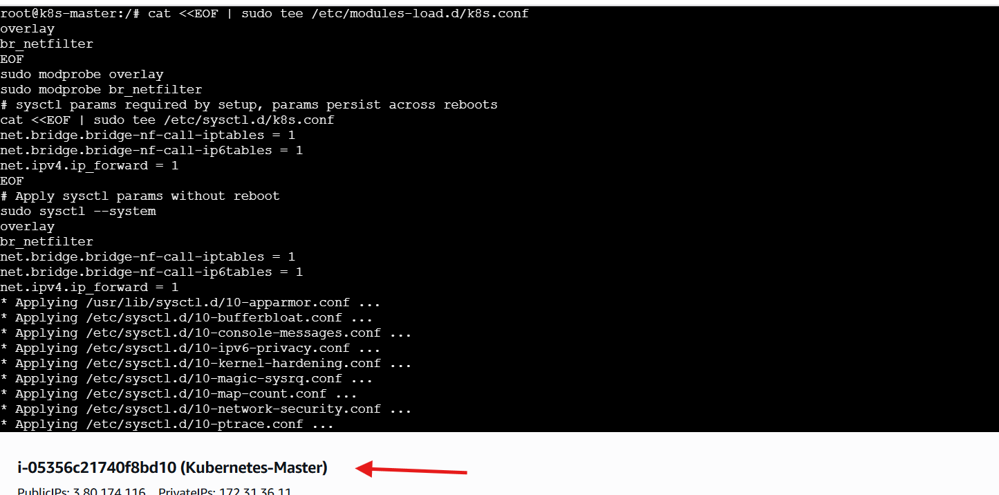 root@k8s-master:/# cat <<EOF | sudo tee /etc/modules-load.d/k8s.conf
overlay
br_netfilter
EOF
sudo modprobe overlay
sudo modprobe br_netfilter
# sysctl params required by setup, params persist across reboots
cat <<EOF | sudo tee /etc/sysctl.d/k8s.conf
net.bridge.bridge-nf-call-iptables = 1
net.bridge.bridge-nf-call-ip6tables = 1
net.ipv4.ip_forward = 1
EOF
# Apply sysctl params without reboot
sudo sysctl --system
overlay
br_netfilter
net.bridge.bridge-nf-call-iptables = 1
net.bridge.bridge-nf-call-ip6tables = 1
net.ipv4.ip_forward = 1
* Applying /usr/lib/sysctl.d/10-apparmor.conf ...
* Applying /etc/sysctl.d/10-bufferbloat.conf ...
* Applying /etc/sysctl.d/10-console-messages.conf ...
* Applying /etc/sysctl.d/10-ipv6-privacy.conf ...
* Applying /etc/sysctl.d/10-kernel-hardening.conf ...
* Applying /etc/sysctl.d/10-magic-sysrq.conf ...
* Applying /etc/sysctl.d/10-map-count.conf ...
* Applying /etc/sysctl.d/10-network-security.conf ...
* Applying /etc/sysctl.d/10-ptrace.conf ...
i-05356c21740f8bd10 (Kubernetes-Master)
PublicIPs: 3.80.174.116 PrivateIPs: 172.31.36.11